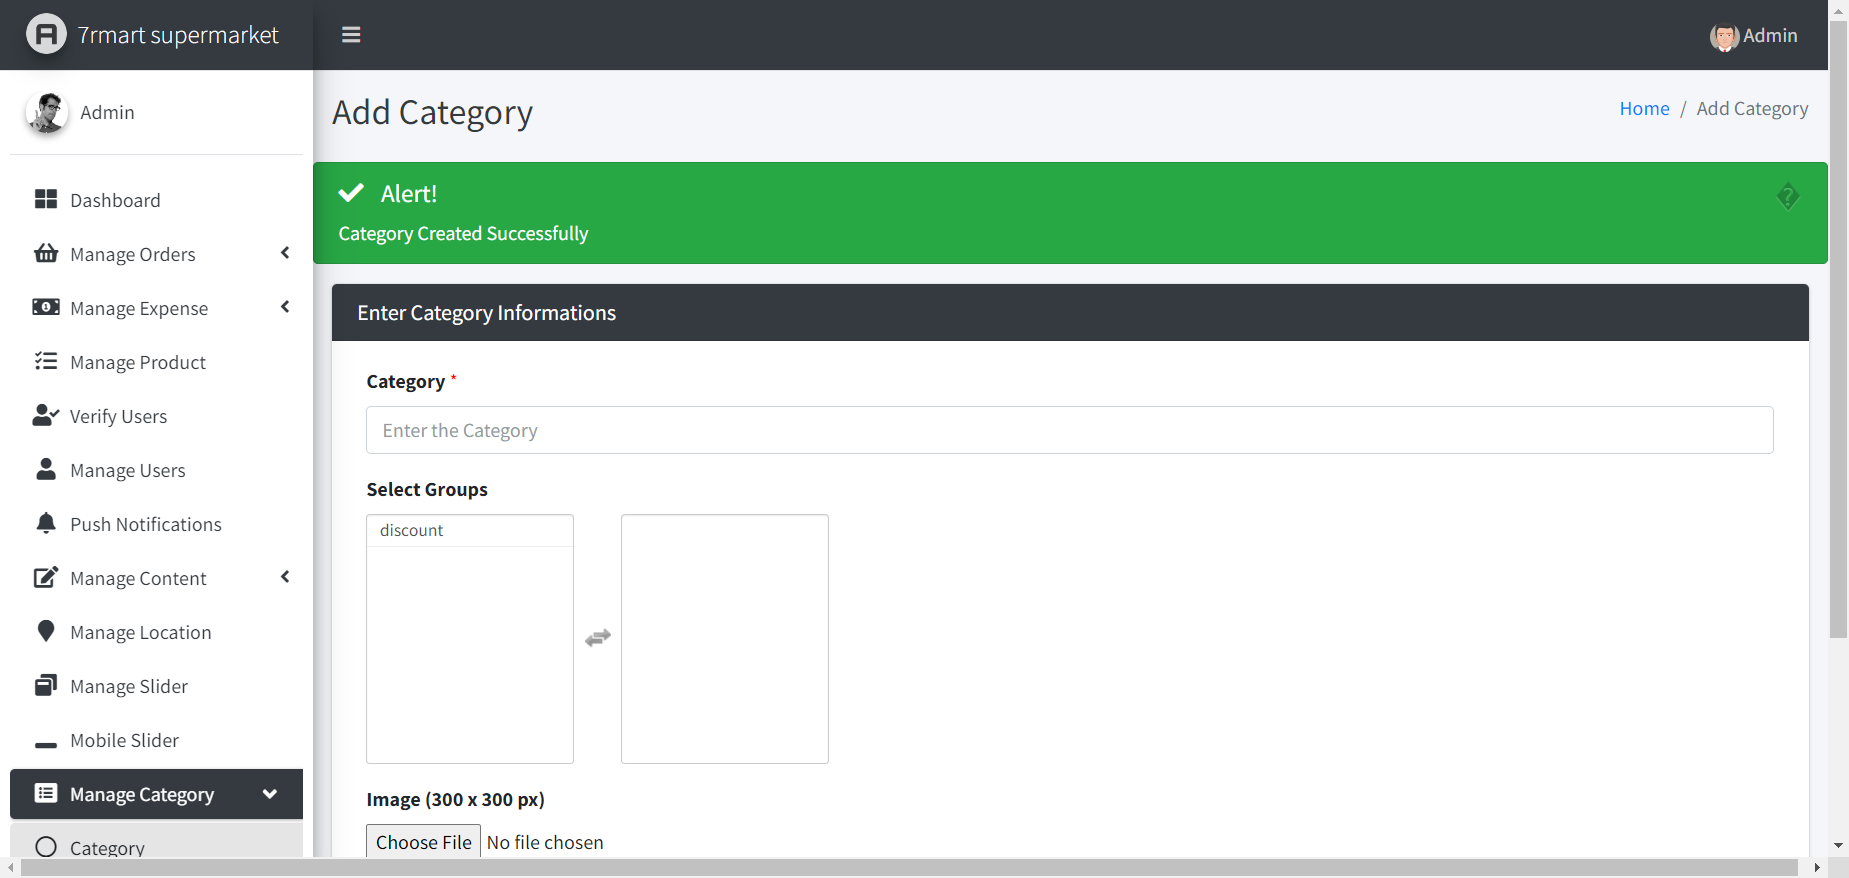 7rmart supermarket
Admin
Admin
Add Category
Home / Add Category
Alert!
Category Created Successfully
Dashboard
Manage Orders
Manage Expense
Manage Product
Verify Users
Manage Users
Push Notifications
Manage Content
Manage Location
Manage Slider
Mobile Slider
Manage Category
Category
Enter Category Informations
Category *
Enter the Category
Select Groups
discount
Image (300 x 300 px)
Choose File No file chosen